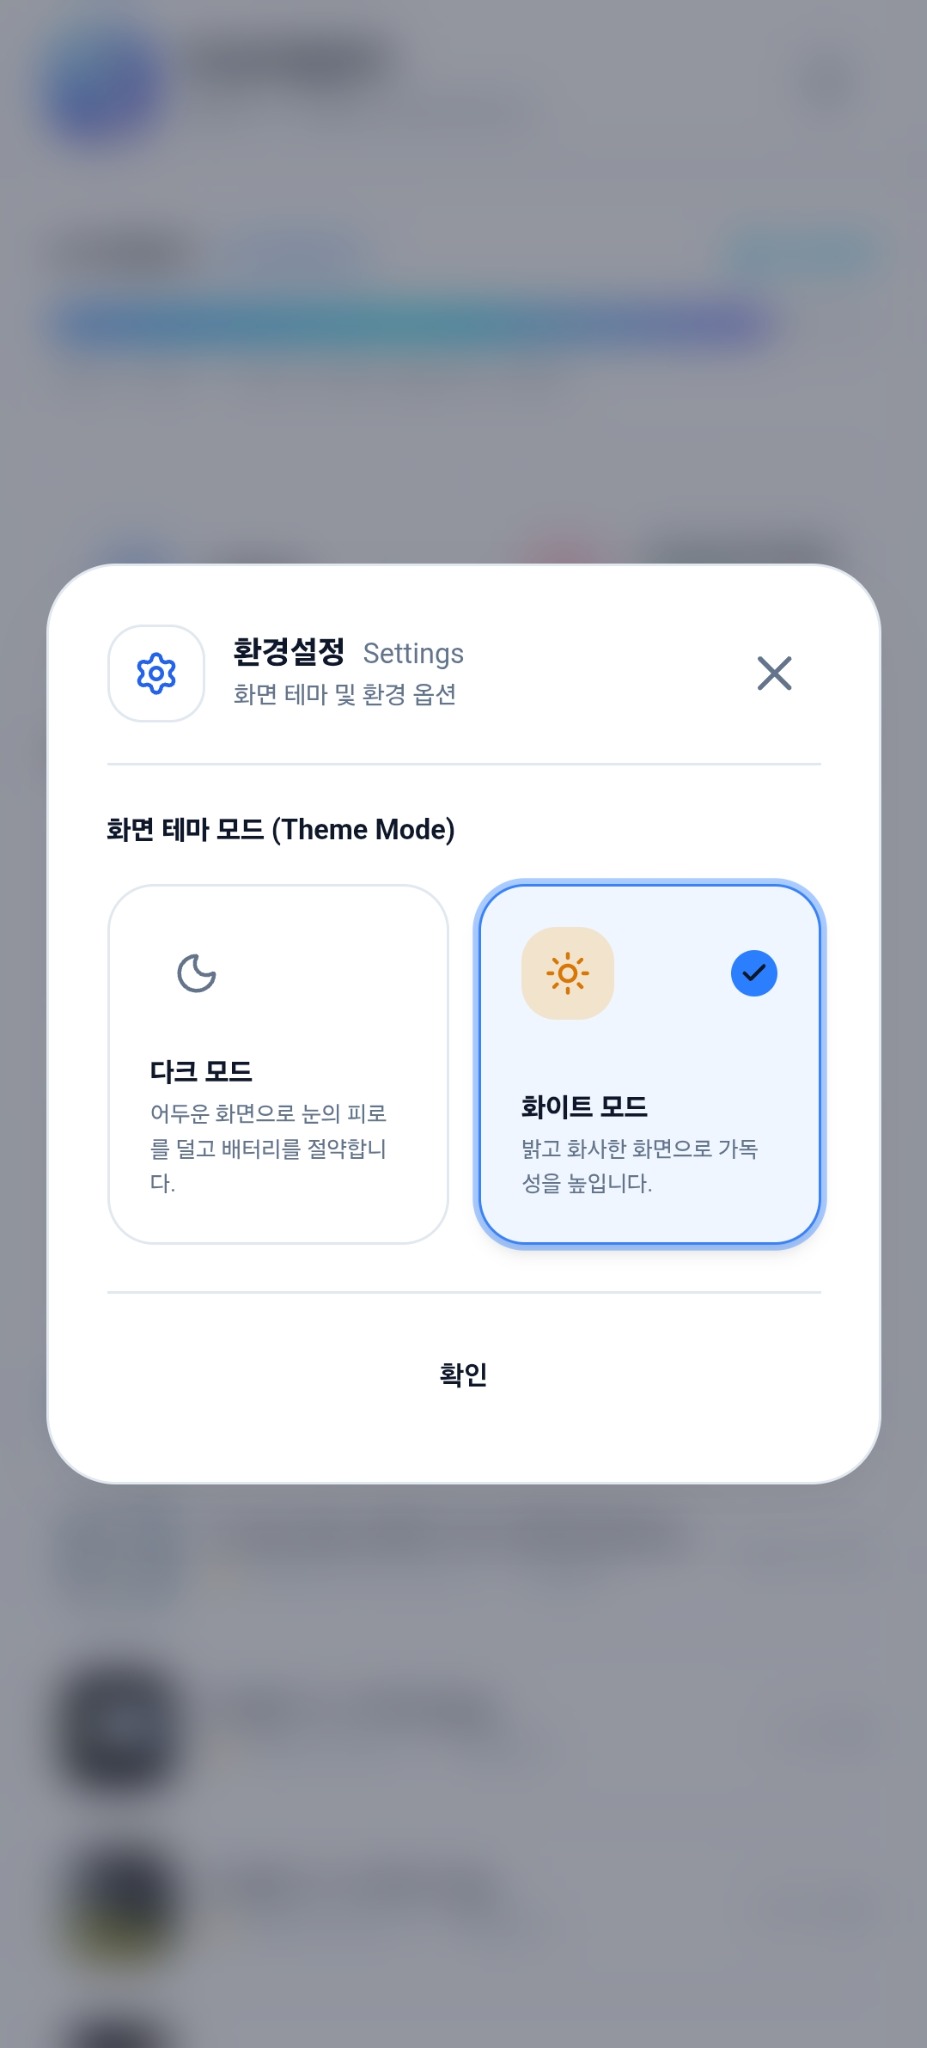 환경설정 Settings
화면 테마 및 환경 옵션
화면 테마 모드 (Theme Mode)
다크 모드
어두운 화면으로 눈의 피로
를 덜고 배터리를 절약합니
다.
화이트 모드
밝고 화사한 화면으로 가독
성을 높입니다.
확인